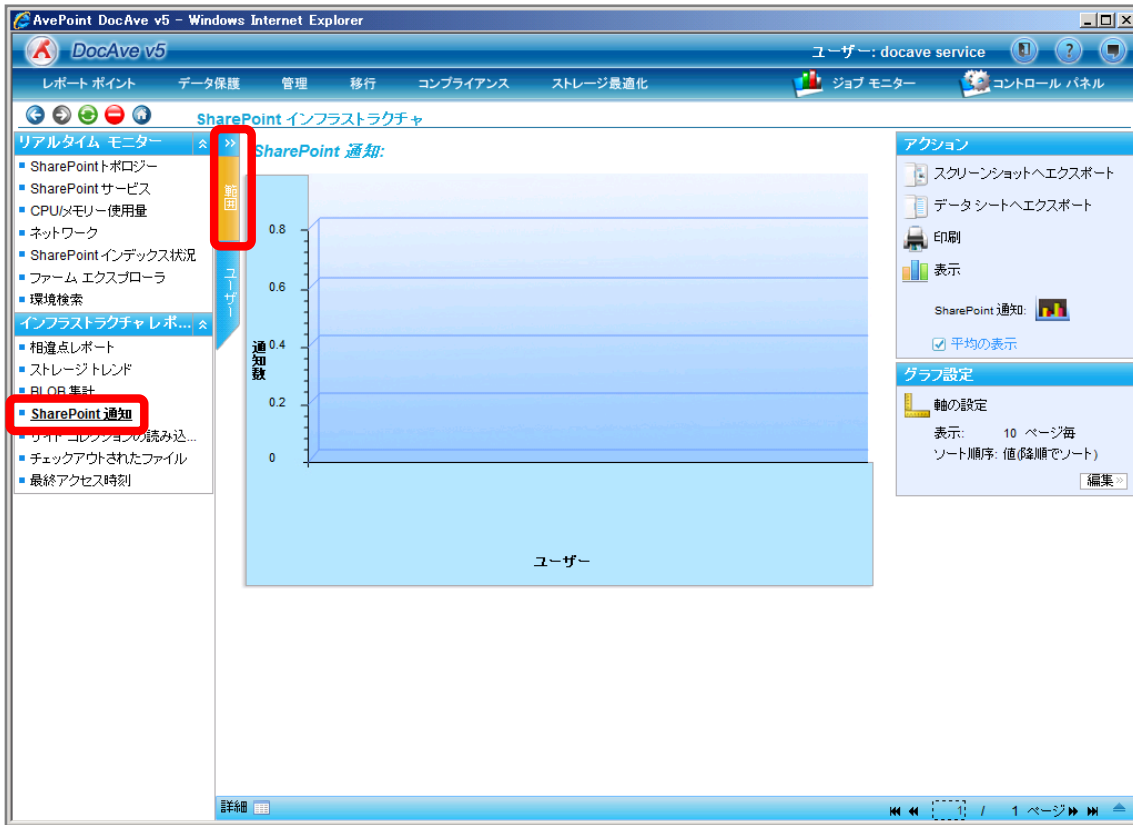 AvePoint DocAve v5 - Windows Internet Explorer
DocAve v5
ユーザー: docave service
レポート ポイント データ保護 管理 移行 コンプライアンス ストレージ最適化 ジョブ モニター コントロール パネル
SharePoint インフラストラクチャ
リアルタイム モニター
SharePointトポロジー
SharePoint サービス
CPU/メモリー使用量
ネットワーク
SharePoint インデックス状況
ファーム エクスプローラ
環境検索
インフラストラクチャ レポ...
相違点レポート
ストレージ トレンド
BLOB 集計
SharePoint 通知
サイト コレクションの読み込...
チェックアウトされたファイル
最終アクセス時刻
範囲
ユーザー
SharePoint 通知:
0.8
0.6
0.4
0.2
0
通知数
ユーザー
アクション
スクリーンショットへエクスポート
データ シートへエクスポート
印刷
表示
SharePoint 通知:
平均の表示
グラフ設定
軸の設定
表示: 10 ページ毎
ソート順序: 値(降順でソート)
編集
詳細
1 / 1 ページ